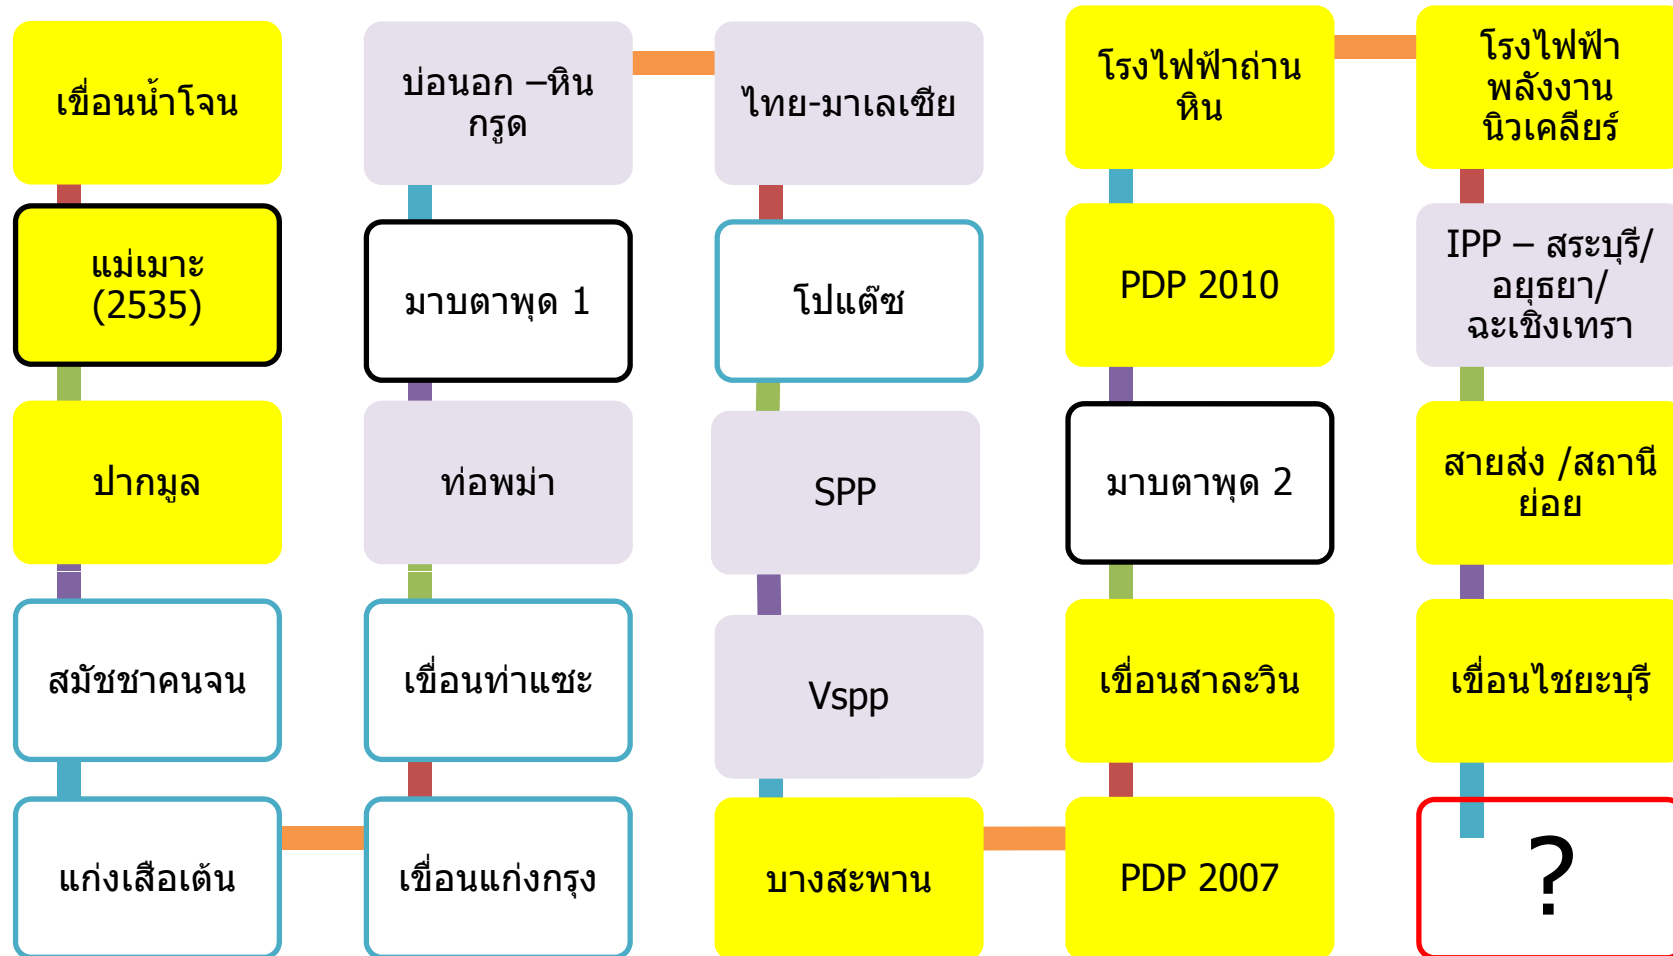 เขื่อนน้ำโจน
แม่เมาะ
(2535)
ปากมูล
สมัชชาคนจน
แก่งเสือเต้น
เขื่อนแก่งกรุง
เขื่อนท่าแซะ
ท่อพม่า
มาบตาพุด 1
บ่อนอก –หิน
กรูด
ไทย-มาเลเซีย
โปแต๊ซ
SPP
Vspp
บางสะพาน
PDP 2007
เขื่อนสาละวิน
มาบตาพุด 2
PDP 2010
โรงไฟฟ้าถ่าน
หิน
โรงไฟฟ้า
พลังงาน
นิวเคลียร์
IPP – สระบุรี/
อยุธยา/
ฉะเชิงเทรา
สายส่ง /สถานี
ย่อย
เขื่อนไชยะบุรี
?